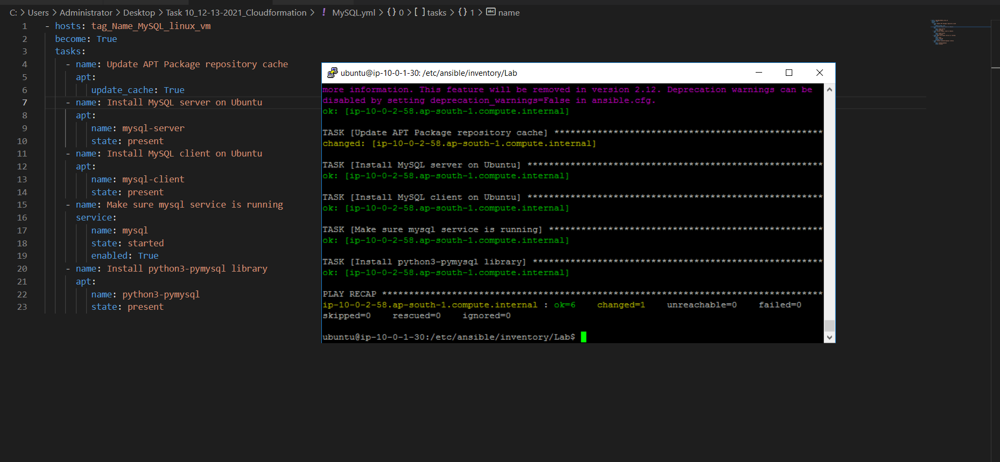 C: > Users > Administrator > Desktop > Task 10_12-13-2021_Cloudformation > ! MySQL.yml > {} 0 > [ ] tasks > {} 1 > abc name
1 - hosts: tag_Name_MySQL_linux_vm
2 become: True
3 tasks:
4 - name: Update APT Package repository cache
5 apt:
6 update_cache: True
7 - name: Install MySQL server on Ubuntu
8 apt:
9 name: mysql-server
10 state: present
11 - name: Install MySQL client on Ubuntu
12 apt:
13 name: mysql-client
14 state: present
15 - name: Make sure mysql service is running
16 service:
17 name: mysql
18 state: started
19 enabled: True
20 - name: Install python3-pymysql library
21 apt:
22 name: python3-pymysql
23 state: present
ubuntu@ip-10-0-1-30: /etc/ansible/inventory/Lab
more information. This feature will be removed in version 2.12. Deprecation warnings can be
disabled by setting deprecation_warnings=False in ansible.cfg.
ok: [ip-10-0-2-58.ap-south-1.compute.internal]
TASK [Update APT Package repository cache] **************************************************
changed: [ip-10-0-2-58.ap-south-1.compute.internal]
TASK [Install MySQL server on Ubuntu] *******************************************************
ok: [ip-10-0-2-58.ap-south-1.compute.internal]
TASK [Install MySQL client on Ubuntu] *******************************************************
ok: [ip-10-0-2-58.ap-south-1.compute.internal]
TASK [Make sure mysql service is running] ***************************************************
ok: [ip-10-0-2-58.ap-south-1.compute.internal]
TASK [Install python3-pymysql library] ******************************************************
ok: [ip-10-0-2-58.ap-south-1.compute.internal]
PLAY RECAP **********************************************************************************
ip-10-0-2-58.ap-south-1.compute.internal : ok=6 changed=1 unreachable=0 failed=0
skipped=0 rescued=0 ignored=0
ubuntu@ip-10-0-1-30:/etc/ansible/inventory/Lab$